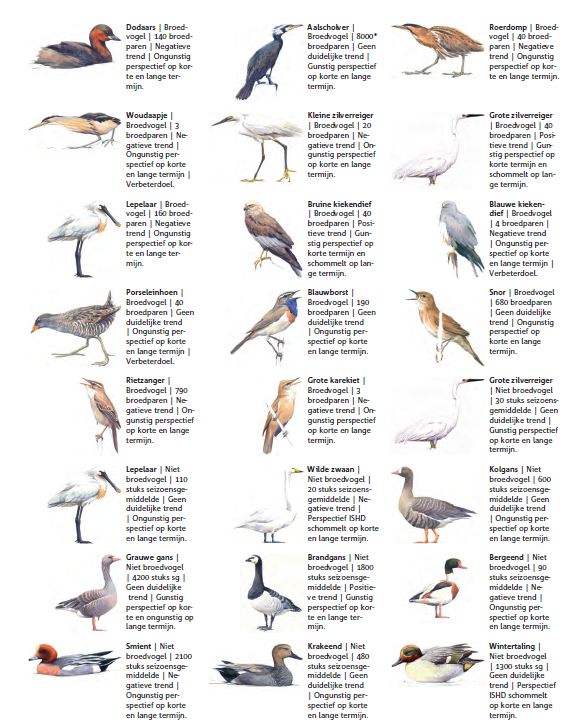 Dodaars | Broed-
vogel | 140 broed-
paren | Negatieve
trend | Ongunstig
perspectief op kor-
te en lange ter-
mijn.
Aalscholver |
Broedvogel | 8000*
broedparen | Geen
duidelijke trend |
Gunstig perspectief
op korte en lange
termijn.
Roerdomp | Broed-
vogel | 40 broed-
paren | Negatieve
trend | Ongunstig
perspectief op kor-
te en lange termijn.
Woudaapje |
Broedvogel | 3
broedparen | Ne-
gatieve trend |
Ongunstig per-
spectief op korte
en lange termijn |
Verbeterdoel.
Kleine zilverreiger
| Broedvogel | 20
broedparen | Ne-
gatieve trend | On-
gunstig perspectief
op korte en lange
termijn.
Grote zilverreiger
| Broedvogel | 40
broedparen | Posi-
tieve trend | Gun-
stig perspectief op
korte termijn en
schommelt op lan-
ge termijn.
Lepelaar | Broed-
vogel | 160 broed-
paren | Negatieve
trend | Ongunstig
perspectief op kor-
te en lange ter-
mijn.
Bruine kiekendief
| Broedvogel | 40
broedparen | Posi-
tieve trend | Gun-
stig perspectief op
korte termijn en
schommelt op lan-
ge termijn.
Blauwe kieken-
dief | Broedvogel
| 4 broedparen |
Negatieve trend
| Ongunstig per-
spectief op korte
en lange termijn |
Verbeterdoel.
Porseleinhoen |
Broedvogel | 40
broedparen | Geen
duidelijke trend
| Ongunstig per-
spectief op korte
en lange termijn |
Verbeterdoel.
Blauwborst |
Broedvogel | 190
broedparen |
Negatieve trend |
Ongunstig per-
spectief op korte
en lange termijn.
Snor | Broedvogel
| 680 broedparen
| Geen duidelijke
trend | Ongunstig
perspectief op
korte en lange
termijn.
Rietzanger |
Broedvogel | 790
broedparen | Ne-
gatieve trend | On-
gunstig perspectief
op korte en lange
termijn.
Grote karekiet |
Broedvogel | 3
broedparen | Ne-
gatieve trend | On-
gunstig perspectief
op korte en lange
termijn.
Grote zilverreiger
| Niet broedvogel
| 30 stuks seizoens-
gemiddelde | Geen
duidelijke trend |
Gunstig perspectief
op korte en lange
termijn.
Lepelaar | Niet
broedvogel | 110
stuks seizoensge-
middelde | Geen
duidelijke trend
| Ongunstig per-
spectief op korte
en lange termijn.
Wilde zwaan |
Niet broedvogel |
20 stuks seizoens-
gemiddelde | Ne-
gatieve trend |
Perspectief ISHD
schommelt op korte
en lange termijn.
Kolgans | Niet
broedvogel | 600
stuks seizoensge-
middelde | Geen
duidelijke trend
| Ongunstig per-
spectief op korte
en lange termijn.
Grauwe gans |
Niet broedvogel
| 4200 stuks sg |
Geen duidelijke
trend | Gunstig
perspectief op kor-
te en ongunstig op
lange termijn.
Brandgans | Niet
broedvogel | 1800
stuks seizoensge-
middelde | Positie-
ve trend | Gunstig
perspectief op kor-
te en lange termijn.
Bergeend | Niet
broedvogel | 90
stuks seizoensge-
middelde | Ne-
gatieve trend |
Ongunstig per-
spectief op korte
en lange termijn.
Smient | Niet
broedvogel | 2100
stuks seizoensge-
middelde | Ne-
gatieve trend |
Ongunstig per-
spectief op korte
en lange termijn.
Krakeend | Niet
broedvogel | 480
stuks seizoensge-
middelde | Geen
duidelijke trend
| Ongunstig per-
spectief op korte
en lange termijn.
Wintertaling |
Niet broedvogel
| 1300 stuks sg |
Geen duidelijke
trend | Perspectief
ISHD schommelt
op korte en lange
termijn.